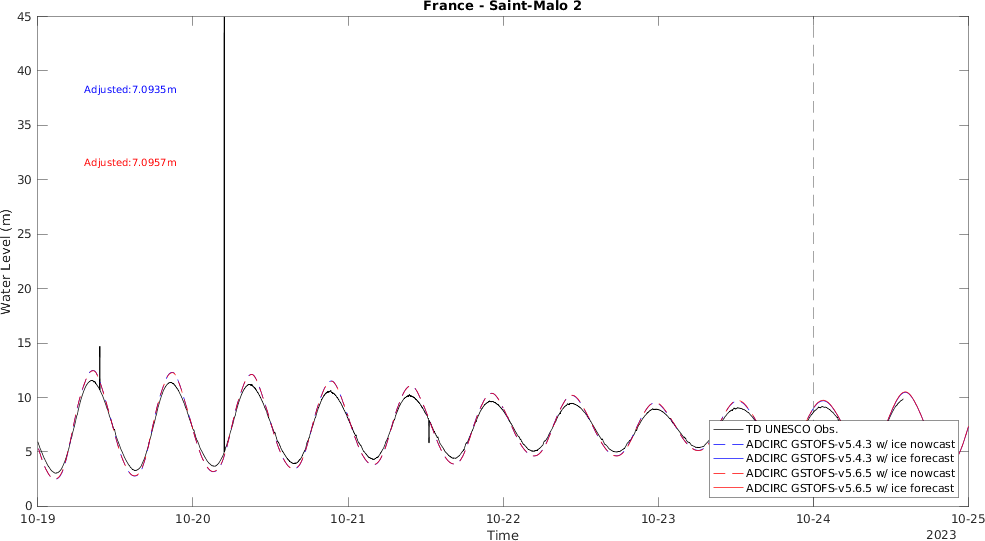 France - Saint-Malo 2
45
40
35
30
25
20
15
10
5
0
Water Level (m)
Adjusted:7.0935m
Adjusted:7.0957m
TD UNESCO Obs.
ADCIRC GSTOFS-v5.4.3 w/ ice nowcast
ADCIRC GSTOFS-v5.4.3 w/ ice forecast
ADCIRC GSTOFS-v5.6.5 w/ ice nowcast
ADCIRC GSTOFS-v5.6.5 w/ ice forecast
10-19 10-20 10-21 10-22 10-23 10-24 10-25
Time
2023